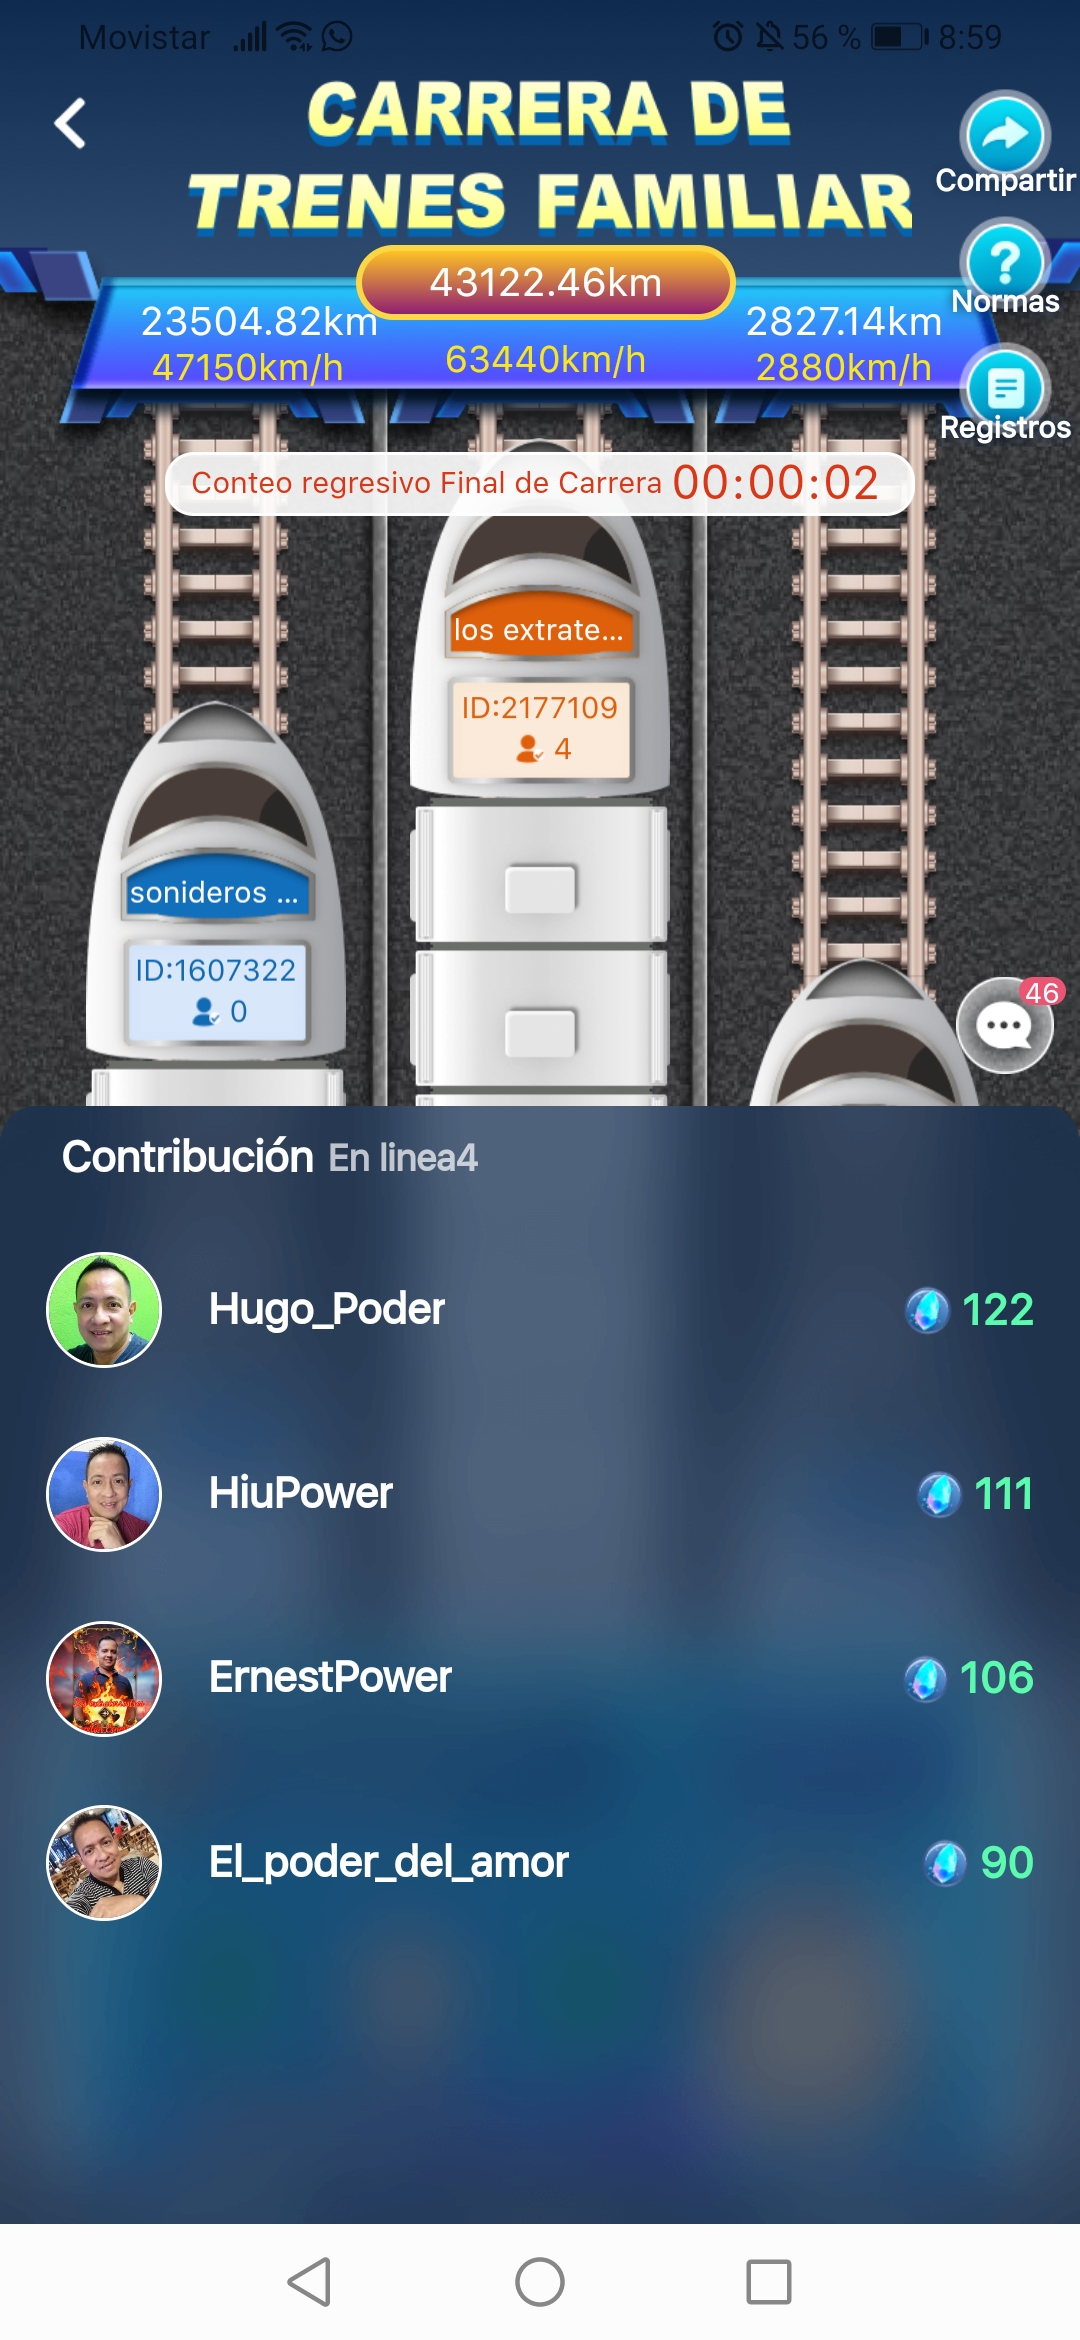 Movistar 56 % 8:59
CARRERA DE
TRENES FAMILIAR
Compartir
Normas
Registros
43122.46km
23504.82km
2827.14km
47150km/h
63440km/h
2880km/h
Conteo regresivo Final de Carrera 00:00:02
los extrate...
ID:2177109
4
sonideros ...
ID:1607322
0
46
Contribución En linea4
Hugo_Poder 122
HiuPower 111
ErnestPower 106
El_poder_del_amor 90